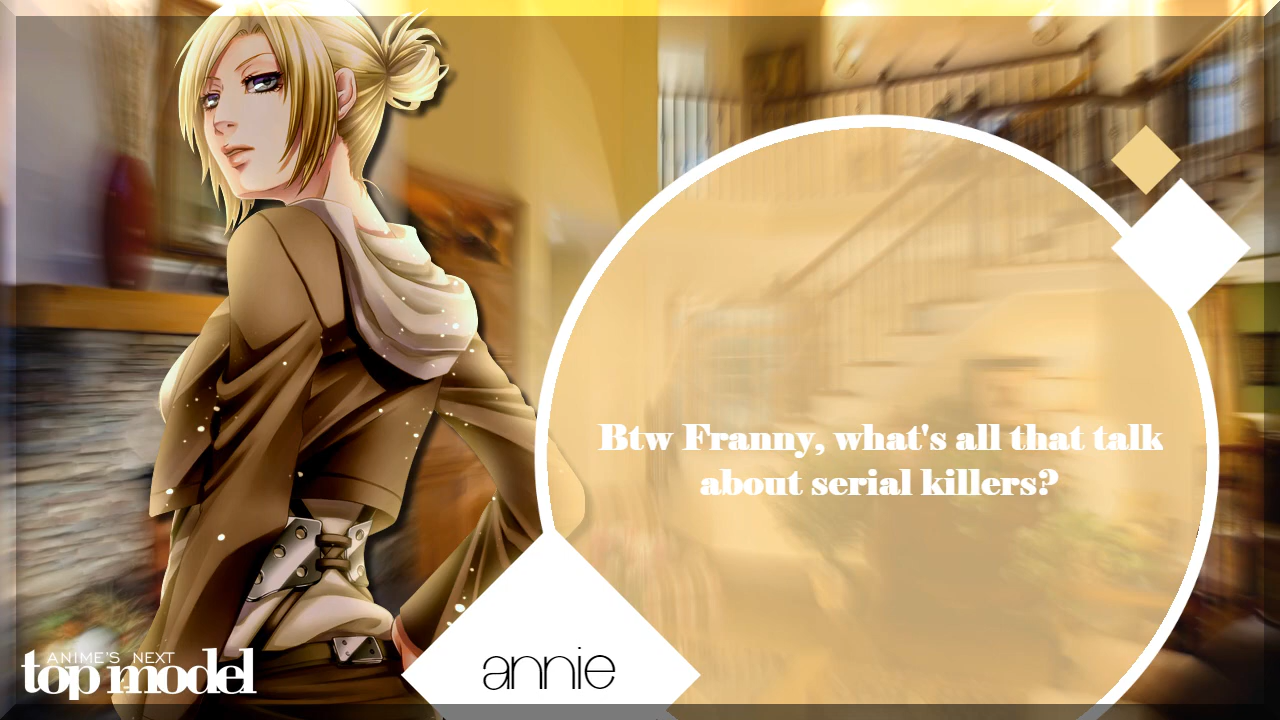 Btw Franny, what's all that talk
about serial killers?
annie
ANIME'S NEXT
top model